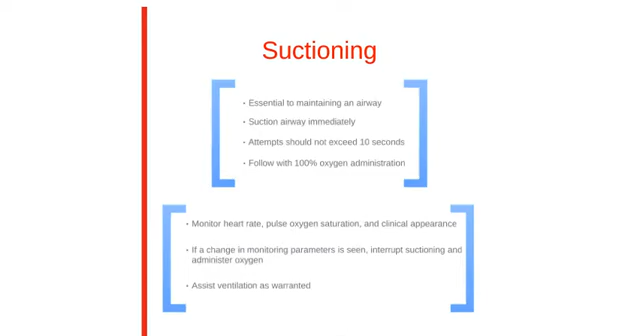 Suctioning
• Essential to maintaining an airway
• Suction airway immediately
• Attempts should not exceed 10 seconds
• Follow with 100% oxygen administration
• Monitor heart rate, pulse oxygen saturation, and clinical appearance
• If a change in monitoring parameters is seen, interrupt suctioning and
administer oxygen
• Assist ventilation as warranted